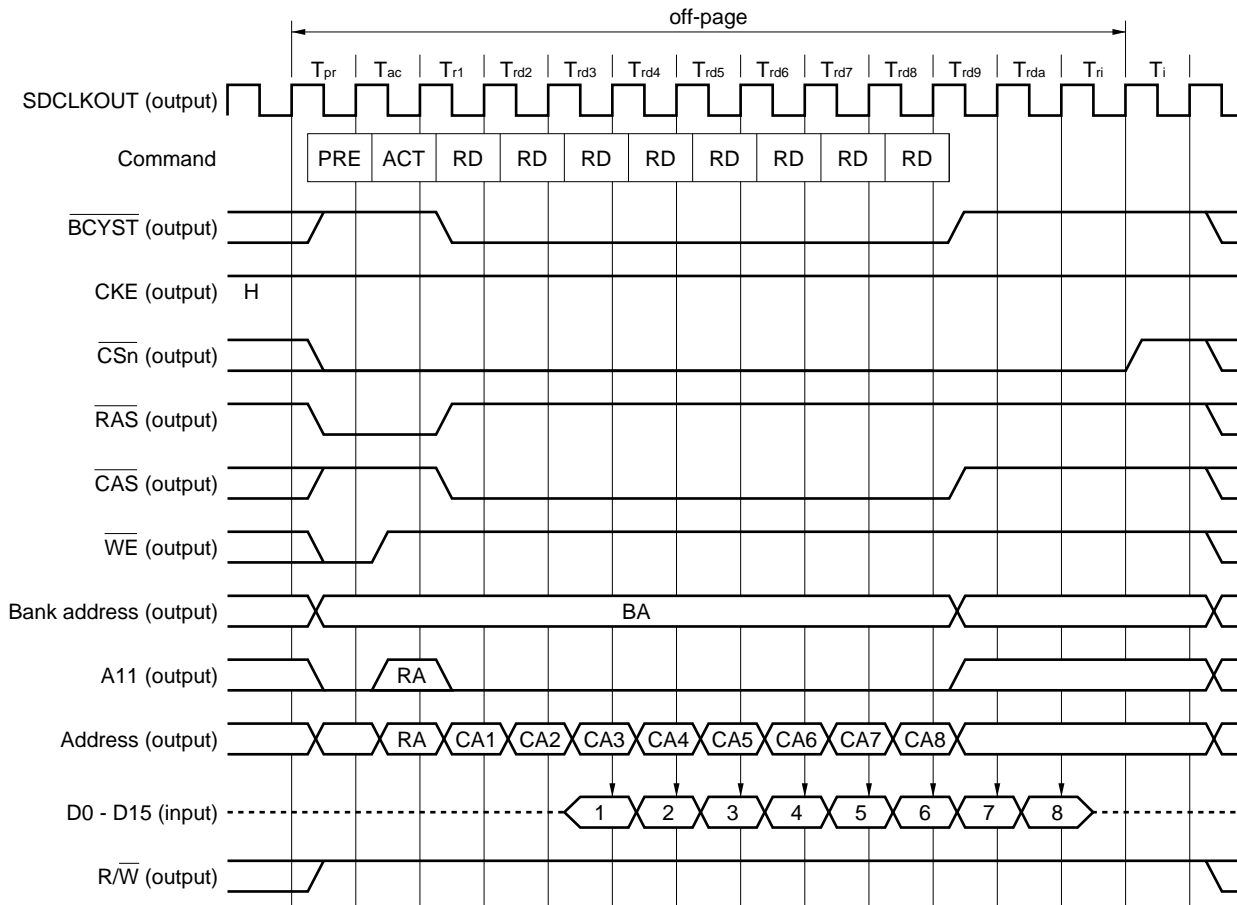 off-page
Tpr Tac Tr1 Trd2 Trd3 Trd4 Trd5 Trd6 Trd7 Trd8 Trd9 Trda Tri Ti
SDCLKOUT (output)
Command PRE ACT RD RD RD RD RD RD RD RD
BCYST (output)
CKE (output) H
CSn (output)
RAS (output)
CAS (output)
WE (output)
Bank address (output) BA
A11 (output) RA
Address (output) RA CA1 CA2 CA3 CA4 CA5 CA6 CA7 CA8
D0 - D15 (input) 1 2 3 4 5 6 7 8
R/W (output)